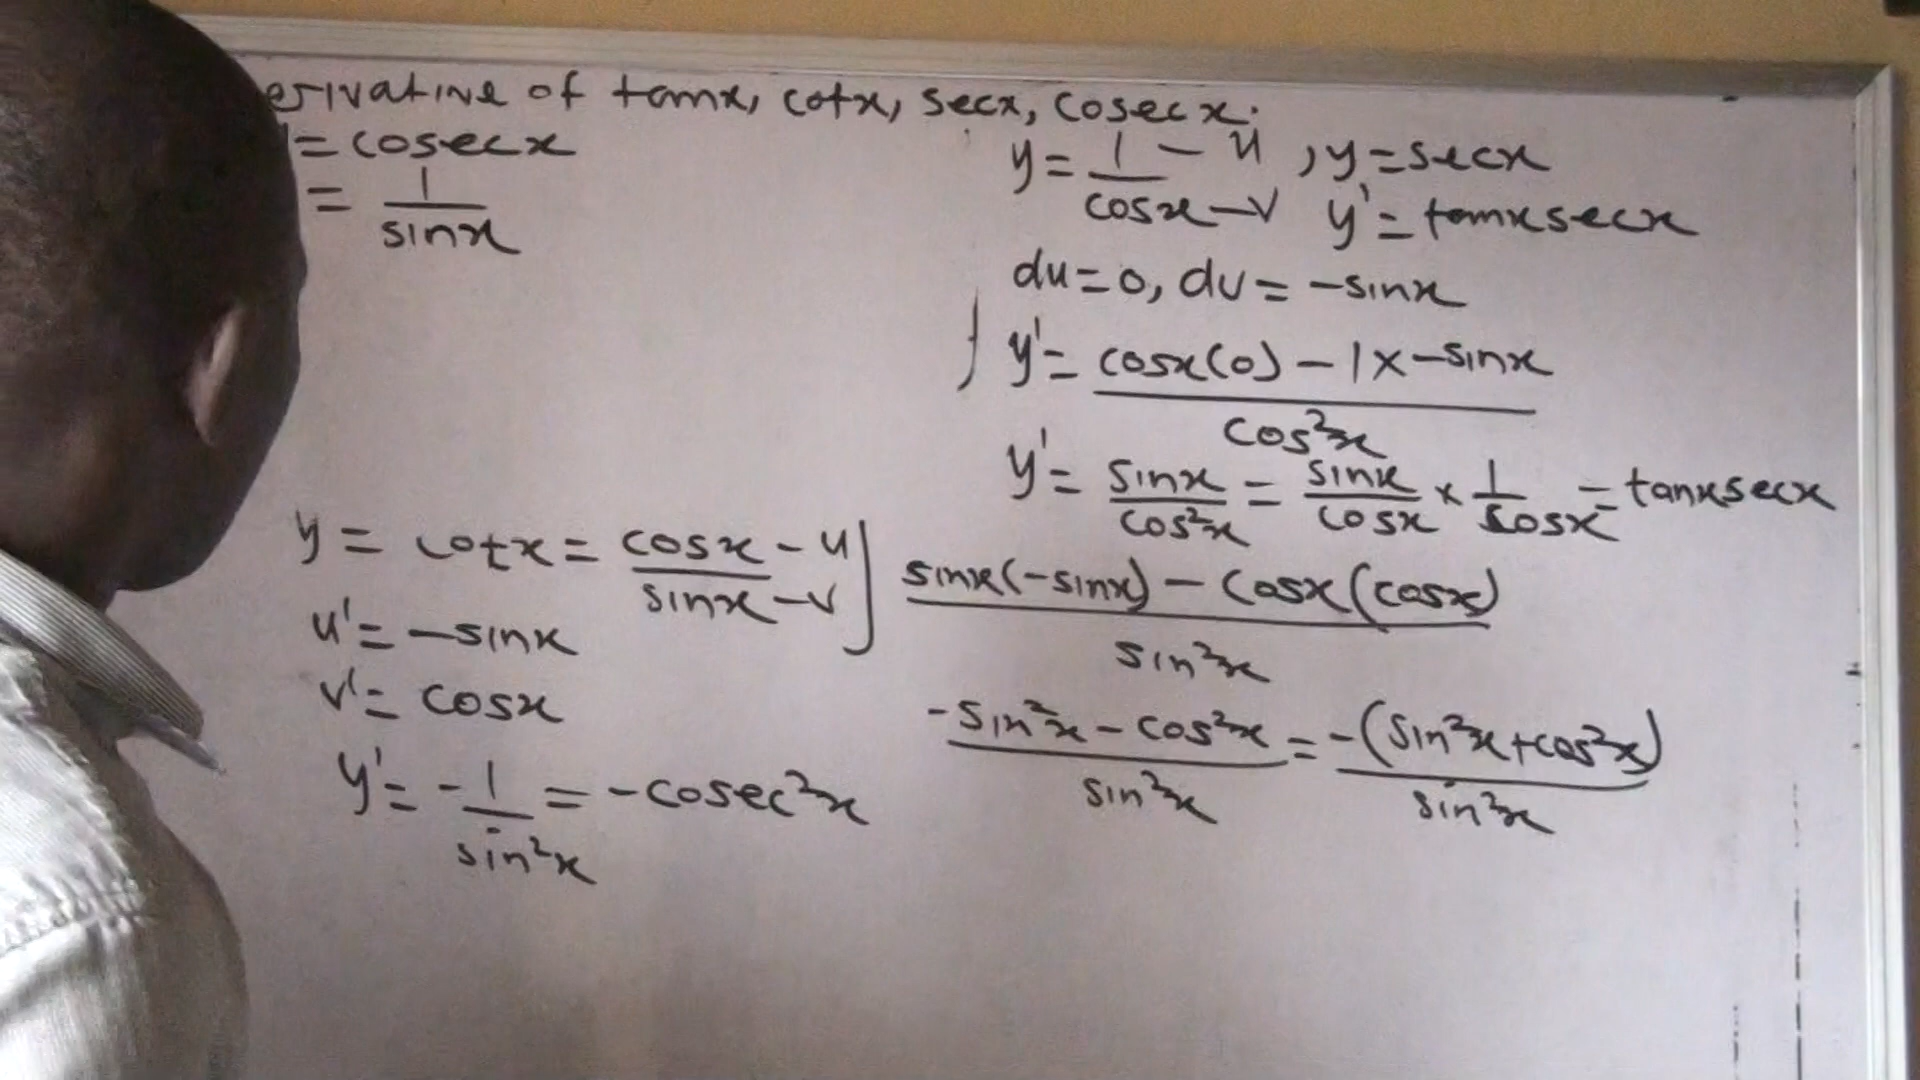 erivative of tanx, cotx, secx, cosecx.
= cosecx
= 1/sinx
y = 1 - u / cosx - v , y = secx
y' = tanxsecx
du = 0, dv = -sinx
y' = cosx(0) - 1 x -sinx / cos²x
y' = sinx/cos²x = sinx/cosx x 1/cosx = tanxsecx
y = cotx = cosx - u / sinx - v
u' = -sinx
v' = cosx
y' = -1/sin²x = -cosec²x
sinx(-sinx) - cosx(cosx) / sin²x
-sin²x - cos²x / sin²x = -(sin²x + cos²x) / sin²x